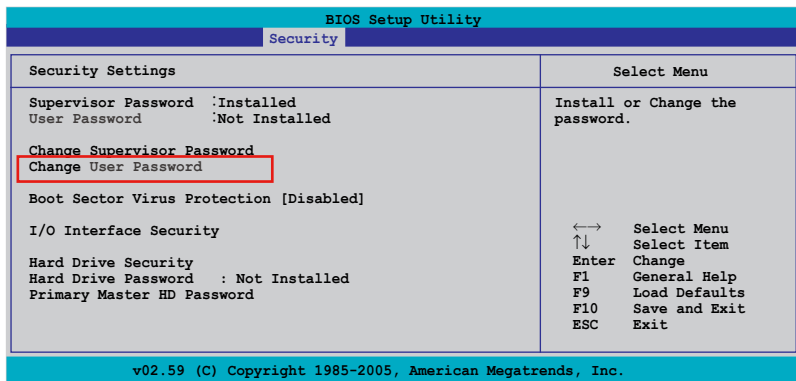 BIOS Setup Utility
Security
Security Settings
Supervisor Password :Installed
User Password :Not Installed
Change Supervisor Password
Change User Password
Boot Sector Virus Protection [Disabled]
I/O Interface Security
Hard Drive Security
Hard Drive Password : Not Installed
Primary Master HD Password
Select Menu
Install or Change the
password.
←→ Select Menu
↑↓ Select Item
Enter Change
F1 General Help
F9 Load Defaults
F10 Save and Exit
ESC Exit
v02.59 (C) Copyright 1985-2005, American Megatrends, Inc.